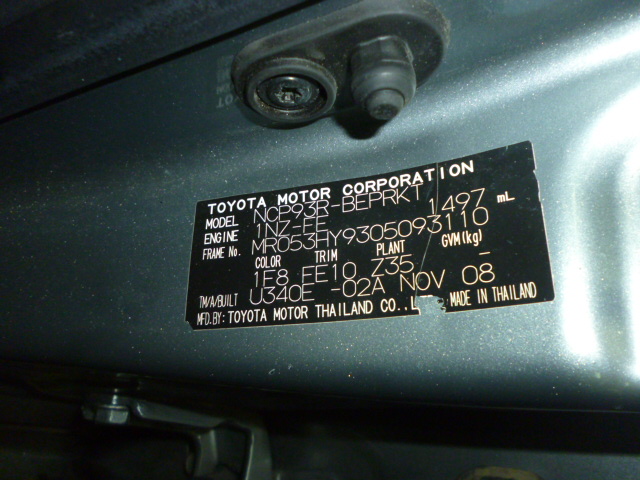 TOYOTA MOTOR CORPORATION
MODEL NCP93R-BEPRKT
ENGINE 1NZ-FE 1497 mL
FRAME No. MR053HY9305093110
COLOR TRIM PLANT GVM(kg)
1F8 FE10 Z35 -
TM/A/BUILT U340E -02A NOV 08
MFD.BY: TOYOTA MOTOR THAILAND CO., MADE IN THAILAND